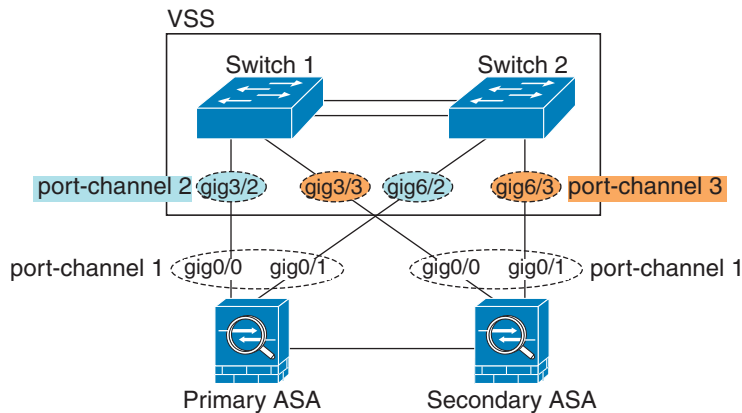 VSS
Switch 1
Switch 2
port-channel 2
gig3/2
gig3/3
gig6/2
gig6/3
port-channel 3
port-channel 1
gig0/0
gig0/1
gig0/0
gig0/1
port-channel 1
Primary ASA
Secondary ASA